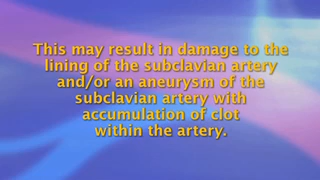 This may result in damage to the
lining of the subclavian artery
and/or an aneurysm of the
subclavian artery with
accumulation of clot
within the artery.